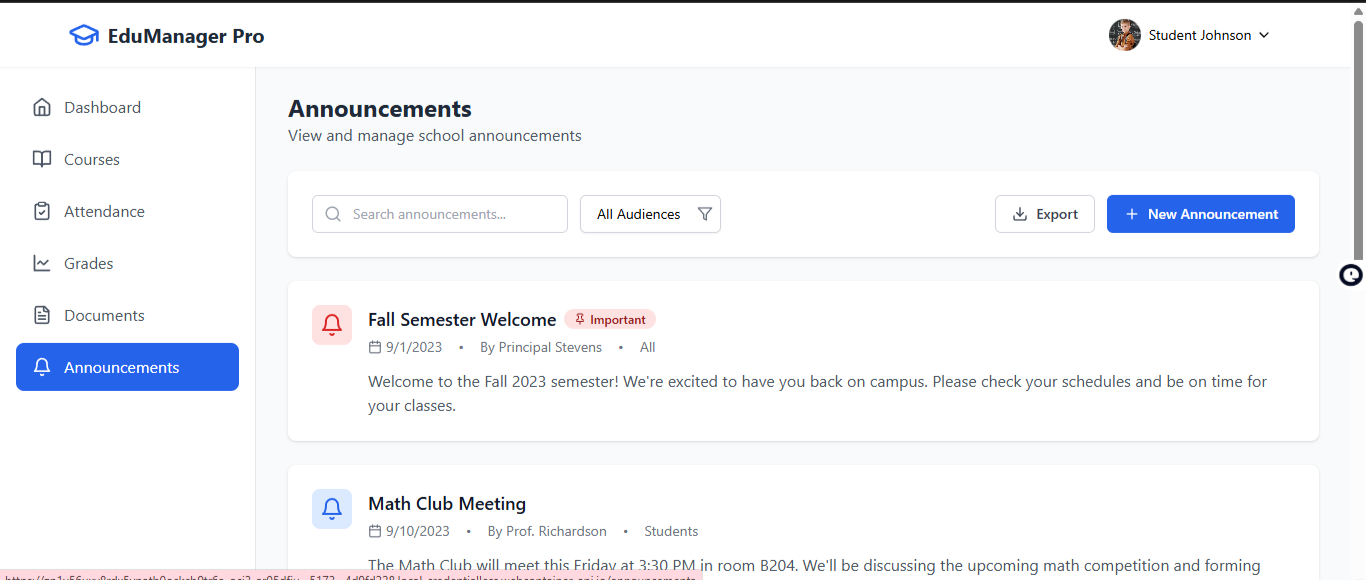 EduManager Pro
Student Johnson
Dashboard
Courses
Attendance
Grades
Documents
Announcements
Announcements
View and manage school announcements
Search announcements...
All Audiences
Export
New Announcement
Fall Semester Welcome
Important
9/1/2023 • By Principal Stevens • All
Welcome to the Fall 2023 semester! We're excited to have you back on campus. Please check your schedules and be on time for
your classes.
Math Club Meeting
9/10/2023 • By Prof. Richardson • Students
The Math Club will meet this Friday at 3:30 PM in room B204. We'll be discussing the upcoming math competition and forming